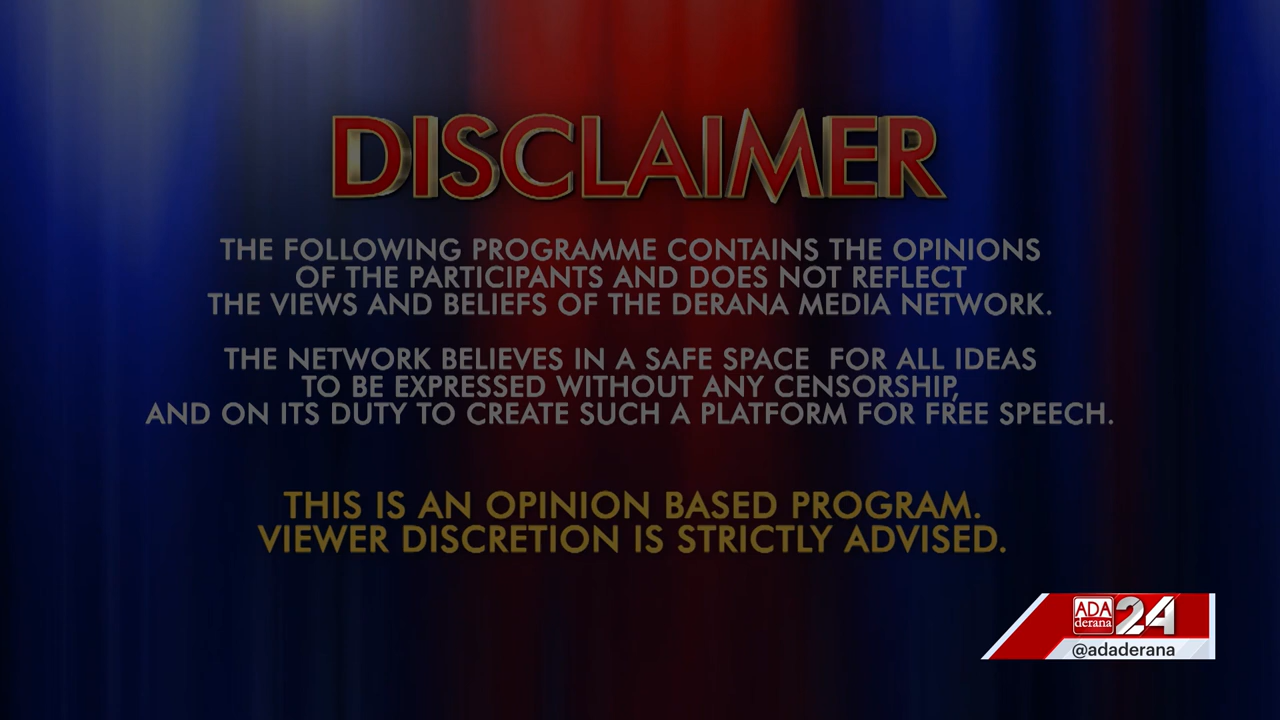 DISCLAIMER
THE FOLLOWING PROGRAMME CONTAINS THE OPINIONS
OF THE PARTICIPANTS AND DOES NOT REFLECT
THE VIEWS AND BELIEFS OF THE DERANA MEDIA NETWORK.
THE NETWORK BELIEVES IN A SAFE SPACE FOR ALL IDEAS
TO BE EXPRESSED WITHOUT ANY CENSORSHIP,
AND ON ITS DUTY TO CREATE SUCH A PLATFORM FOR FREE SPEECH.
THIS IS AN OPINION BASED PROGRAM.
VIEWER DISCRETION IS STRICTLY ADVISED.
ADA
derana
24
@adaderana